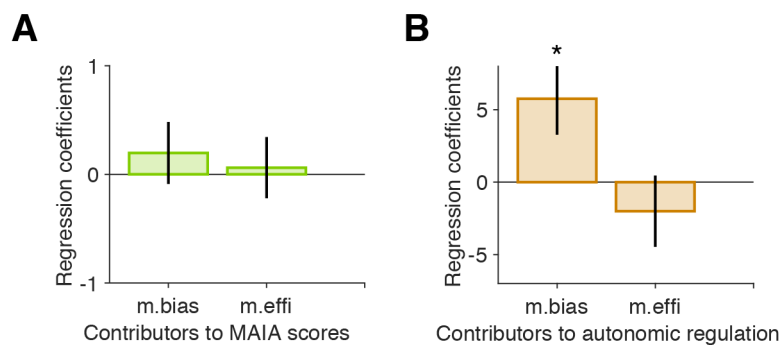 A
Regression coefficients
1
0
-1
m.bias
m.effi
Contributors to MAIA scores
B
*
Regression coefficients
5
0
-5
m.bias
m.effi
Contributors to autonomic regulation